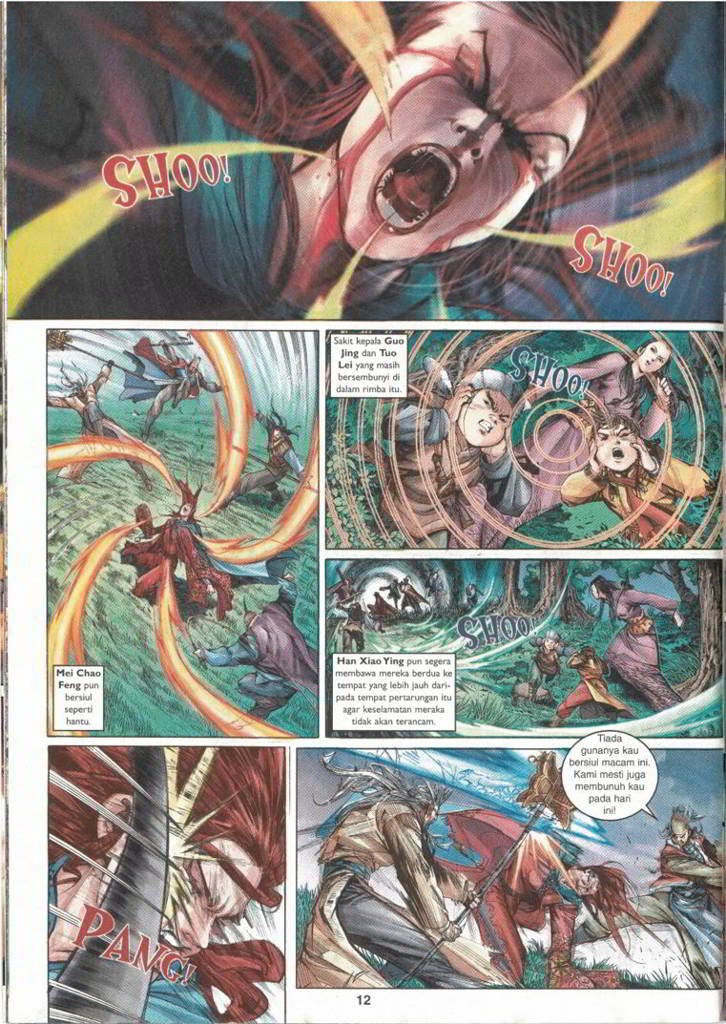 SHOO!
SHOO!
Sakit kepala Guo
Jing dan Tuo
Lei yang masih
bersembunyi di
dalam rimba itu.
SHOO!
Mei Chao
Feng pun
bersiul
seperti
hantu.
SHOO!
Han Xiao Ying pun segera
membawa mereka berdua ke
tempat yang lebih jauh dari-
pada tempat pertarungan itu
agar keselamatan meraka
tidak akan terancam.
PANG!
Tiada
gunanya kau
bersiul macam ini.
Kami mesti juga
membunuh kau
pada hari
ini!
12